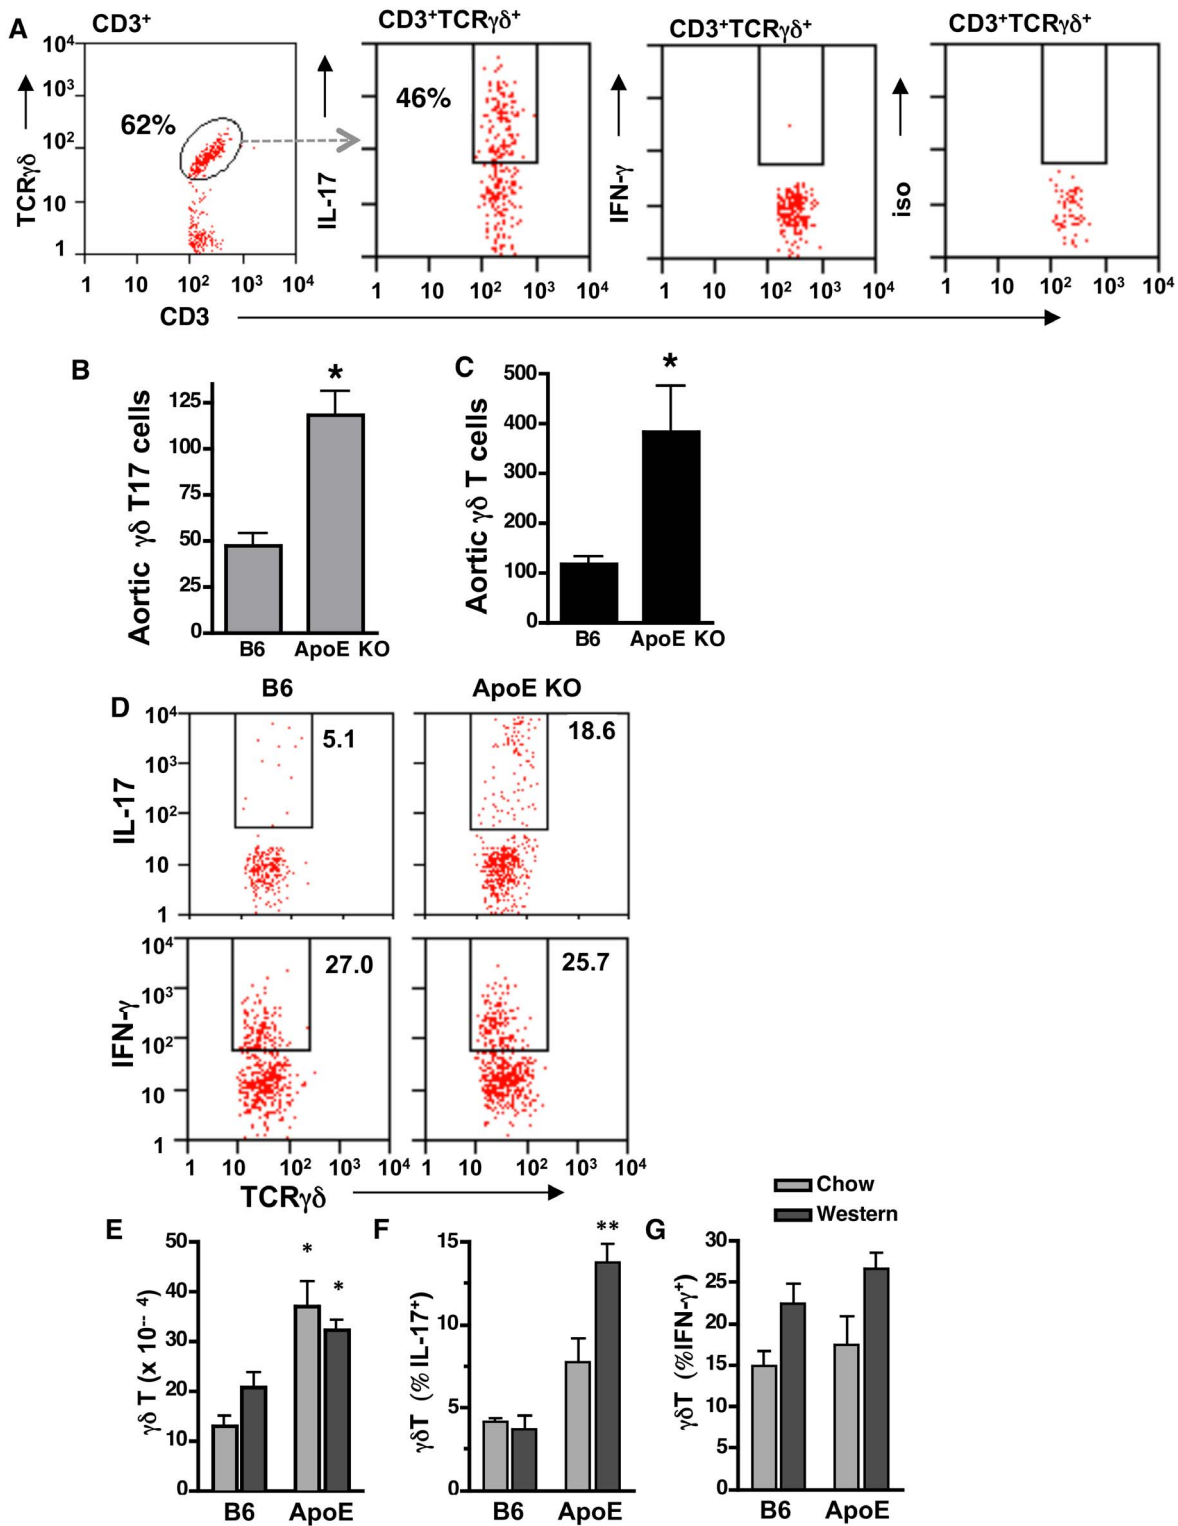 A
CD3+ CD3+TCRγδ+ CD3+TCRγδ+ CD3+TCRγδ+
TCRγδ
10⁴
10³
10²
10
1
62%
1 10 10² 10³ 10⁴
IL-17
46%
1 10 10² 10³ 10⁴
IFN-γ
1 10 10² 10³ 10⁴
iso
1 10 10² 10³ 10⁴
CD3
B
Aortic γδ T17 cells
125
100
75
50
25
0
*
B6 ApoE KO
C
Aortic γδ T cells
500
400
300
200
100
0
*
B6 ApoE KO
D
B6 ApoE KO
IL-17
10⁴
10³
10²
10
1
5.1 18.6
IFN-γ
10⁴
10³
10²
10
1
27.0 25.7
1 10 10² 10³ 10⁴ 1 10 10² 10³ 10⁴
TCRγδ
Chow
Western
E
γδ T (x 10-- 4)
50
40
30
20
10
0
* *
B6 ApoE
F
γδT (% IL-17+)
15
10
5
0
**
B6 ApoE
G
γδT (%IFN-γ+)
30
25
20
15
10
5
0
B6 ApoE